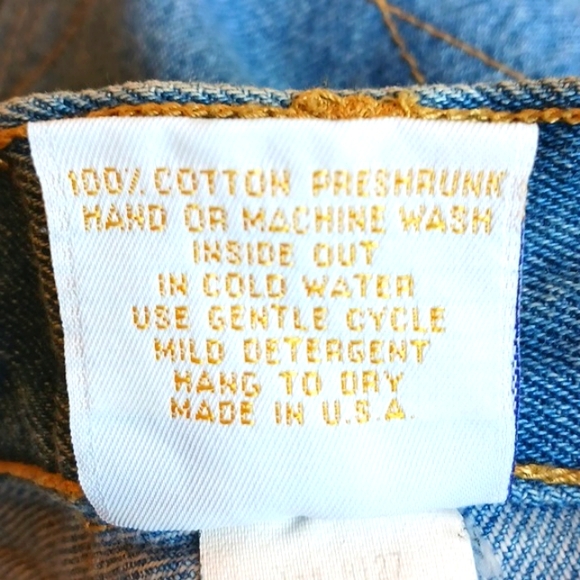 100% COTTON PRESHRUNK
HAND OR MACHINE WASH
INSIDE OUT
IN COLD WATER
USE GENTLE CYCLE
MILD DETERGENT
HANG TO DRY
MADE IN U.S.A.